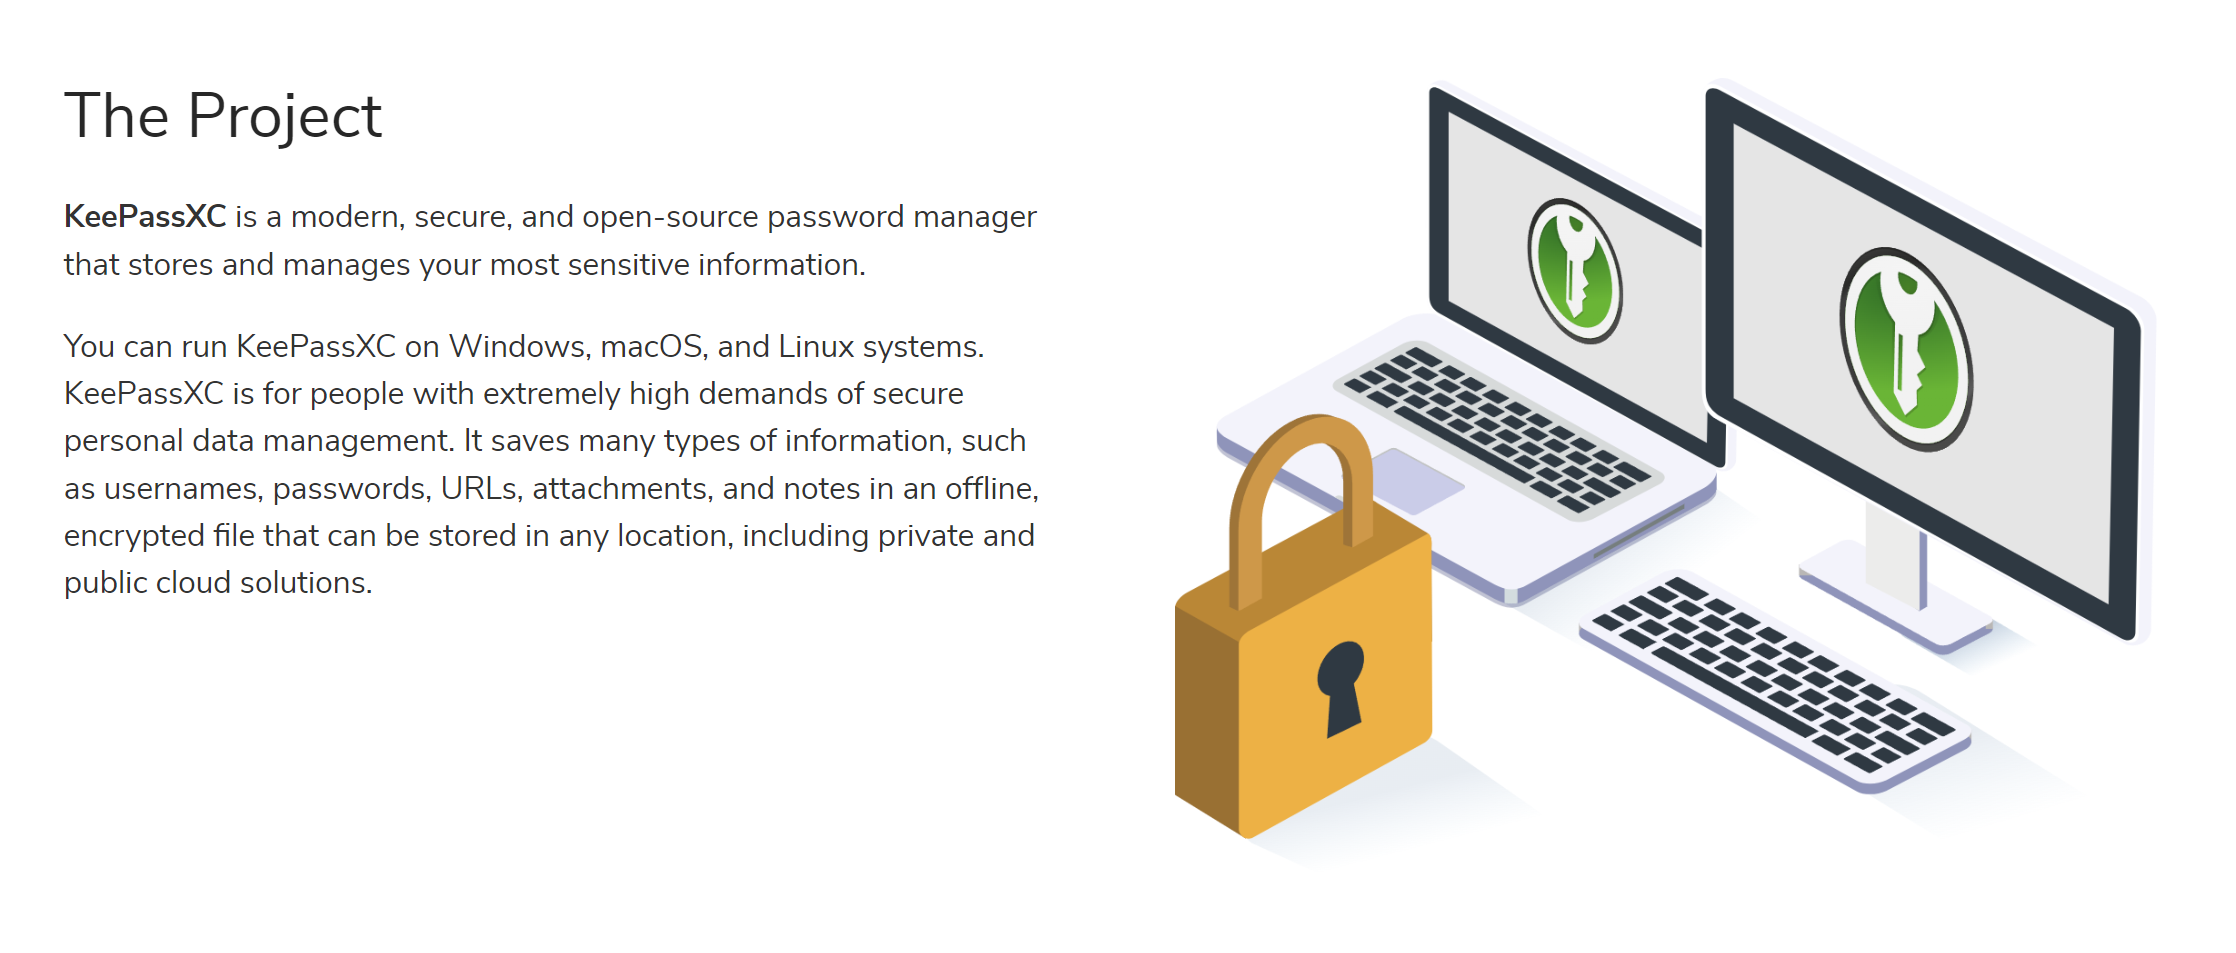 The Project
KeePassXC is a modern, secure, and open-source password manager
that stores and manages your most sensitive information.
You can run KeePassXC on Windows, macOS, and Linux systems.
KeePassXC is for people with extremely high demands of secure
personal data management. It saves many types of information, such
as usernames, passwords, URLs, attachments, and notes in an offline,
encrypted file that can be stored in any location, including private and
public cloud solutions.